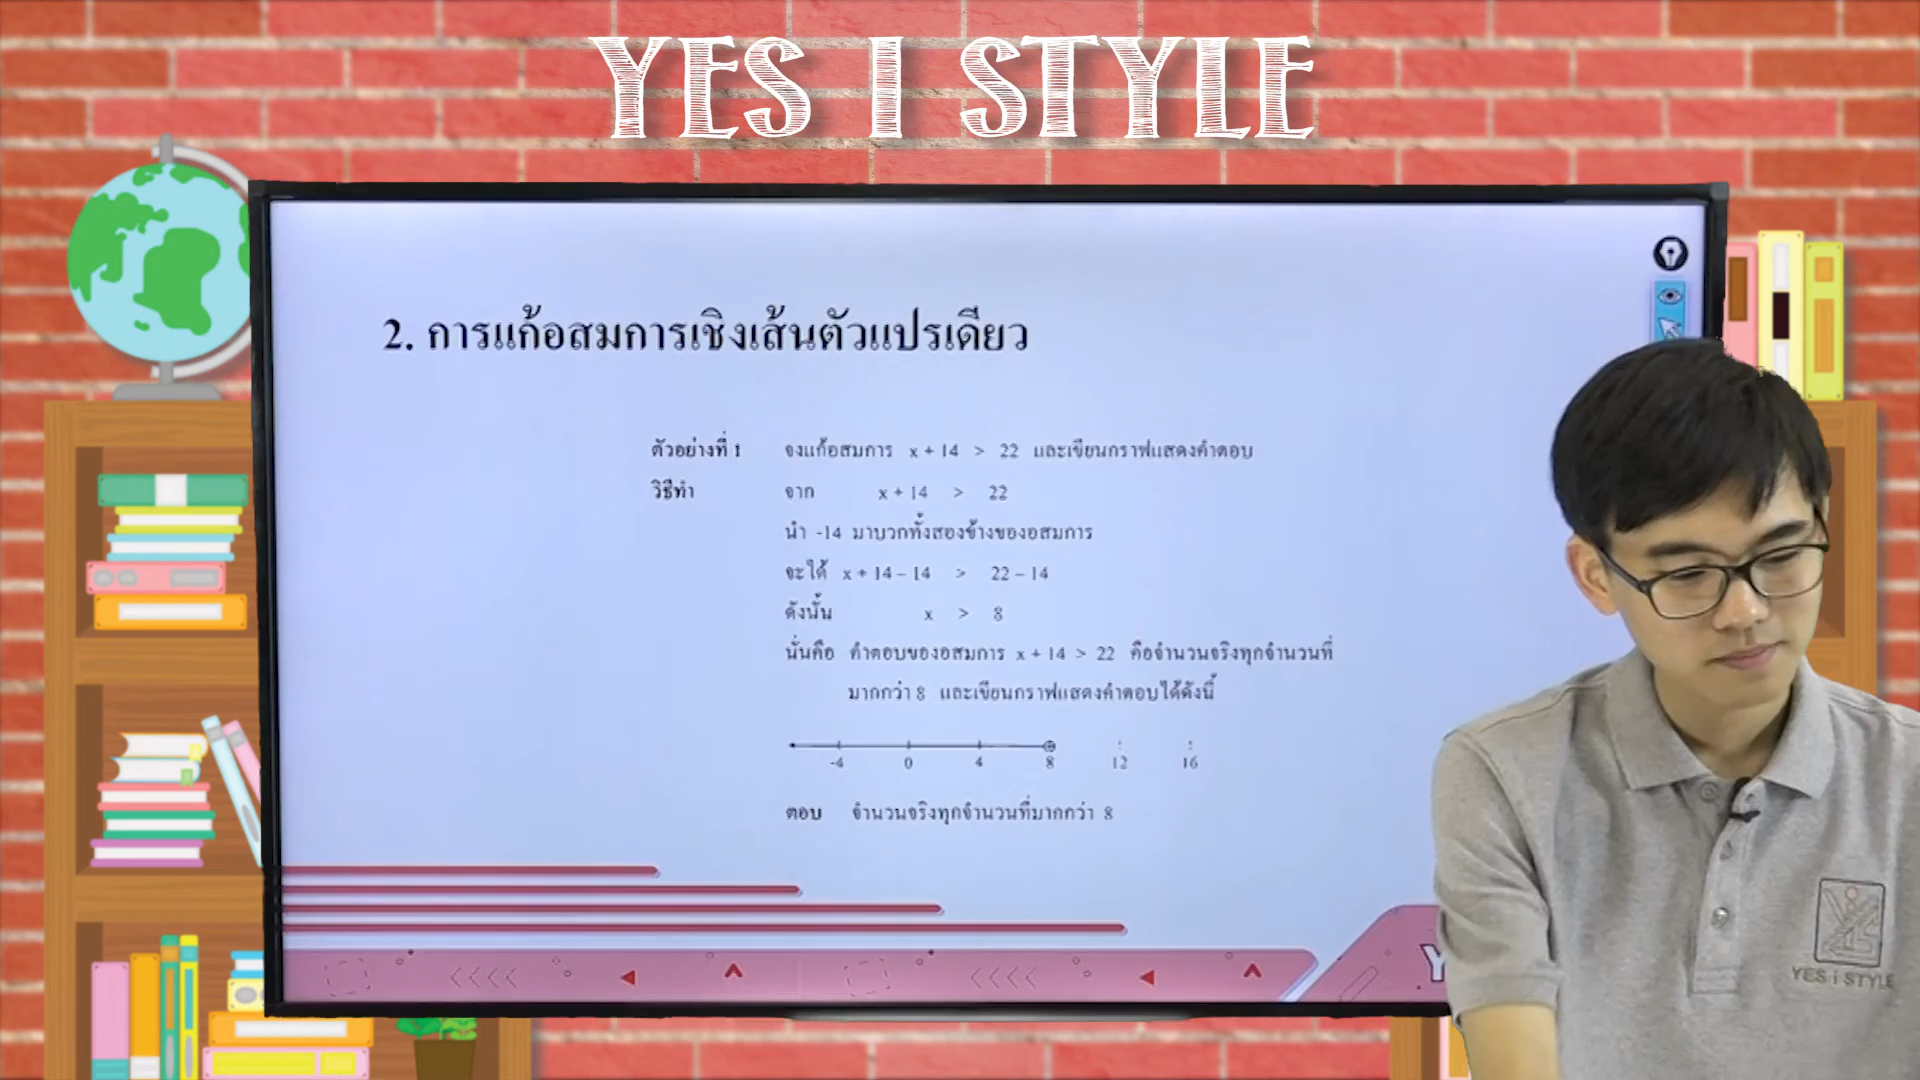 YES I STYLE
2. การแก้อสมการเชิงเส้นตัวแปรเดียว
ตัวอย่างที่ 1 จงแก้อสมการ x + 14 > 22 และเขียนกราฟแสดงคำตอบ
วิธีทำ จาก x + 14 > 22
นำ -14 มาบวกทั้งสองข้างของอสมการ
จะได้ x + 14 – 14 > 22 – 14
ดังนั้น x > 8
นั่นคือ คำตอบของอสมการ x + 14 > 22 คือจำนวนจริงทุกจำนวนที่
มากกว่า 8 และเขียนกราฟแสดงคำตอบได้ดังนี้
-4 0 4 8 12 16
ตอบ จำนวนจริงทุกจำนวนที่มากกว่า 8
Y
YES i STYLE